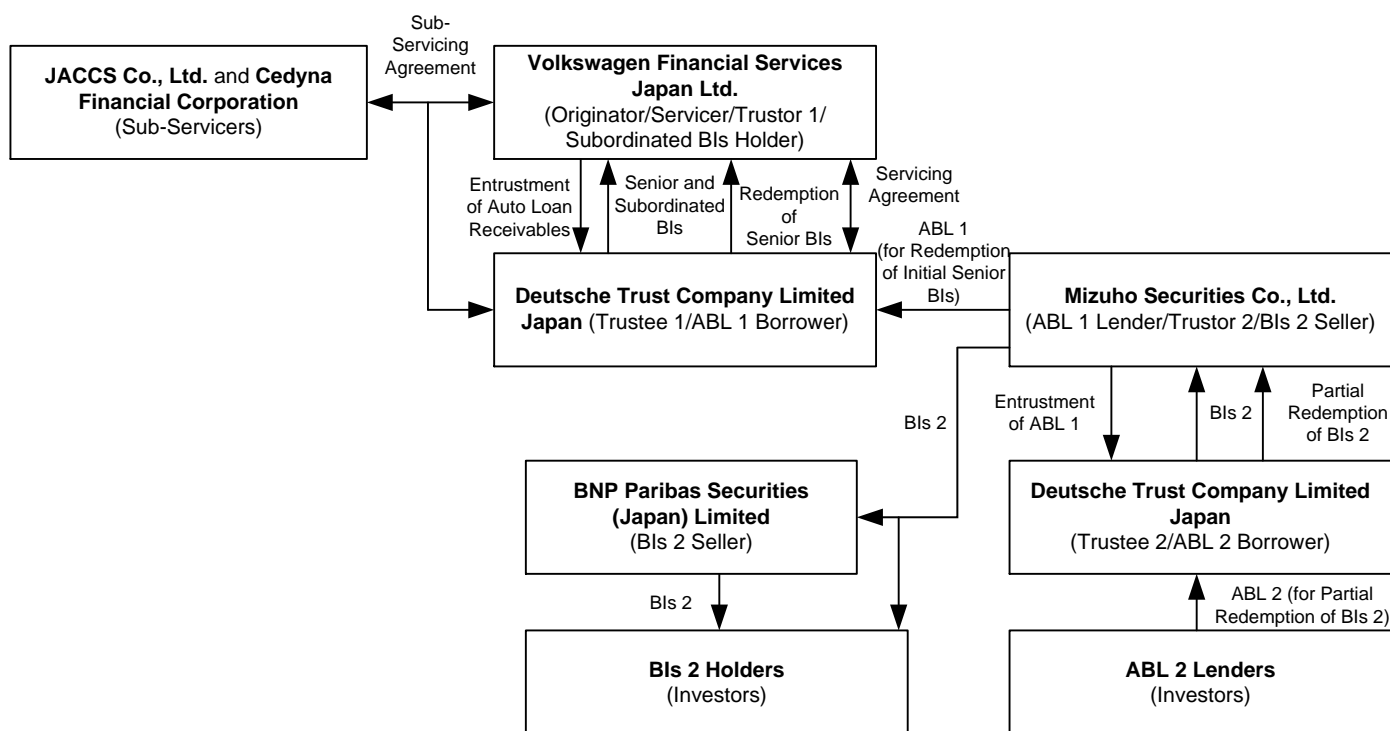 Sub-
Servicing
Agreement
JACCS Co., Ltd. and Cedyna
Financial Corporation
(Sub-Servicers)
Volkswagen Financial Services
Japan Ltd.
(Originator/Servicer/Trustor 1/
Subordinated BIs Holder)
Entrustment
of Auto Loan
Receivables
Senior and
Subordinated
BIs
Redemption
of
Senior BIs
Servicing
Agreement
ABL 1
(for Redemption
of Initial Senior
BIs)
Deutsche Trust Company Limited
Japan (Trustee 1/ABL 1 Borrower)
Mizuho Securities Co., Ltd.
(ABL 1 Lender/Trustor 2/BIs 2 Seller)
BIs 2
Entrustment
of ABL 1
BIs 2
Partial
Redemption
of BIs 2
BNP Paribas Securities
(Japan) Limited
(BIs 2 Seller)
Deutsche Trust Company Limited
Japan
(Trustee 2/ABL 2 Borrower)
BIs 2
ABL 2 (for Partial
Redemption of BIs 2)
BIs 2 Holders
(Investors)
ABL 2 Lenders
(Investors)